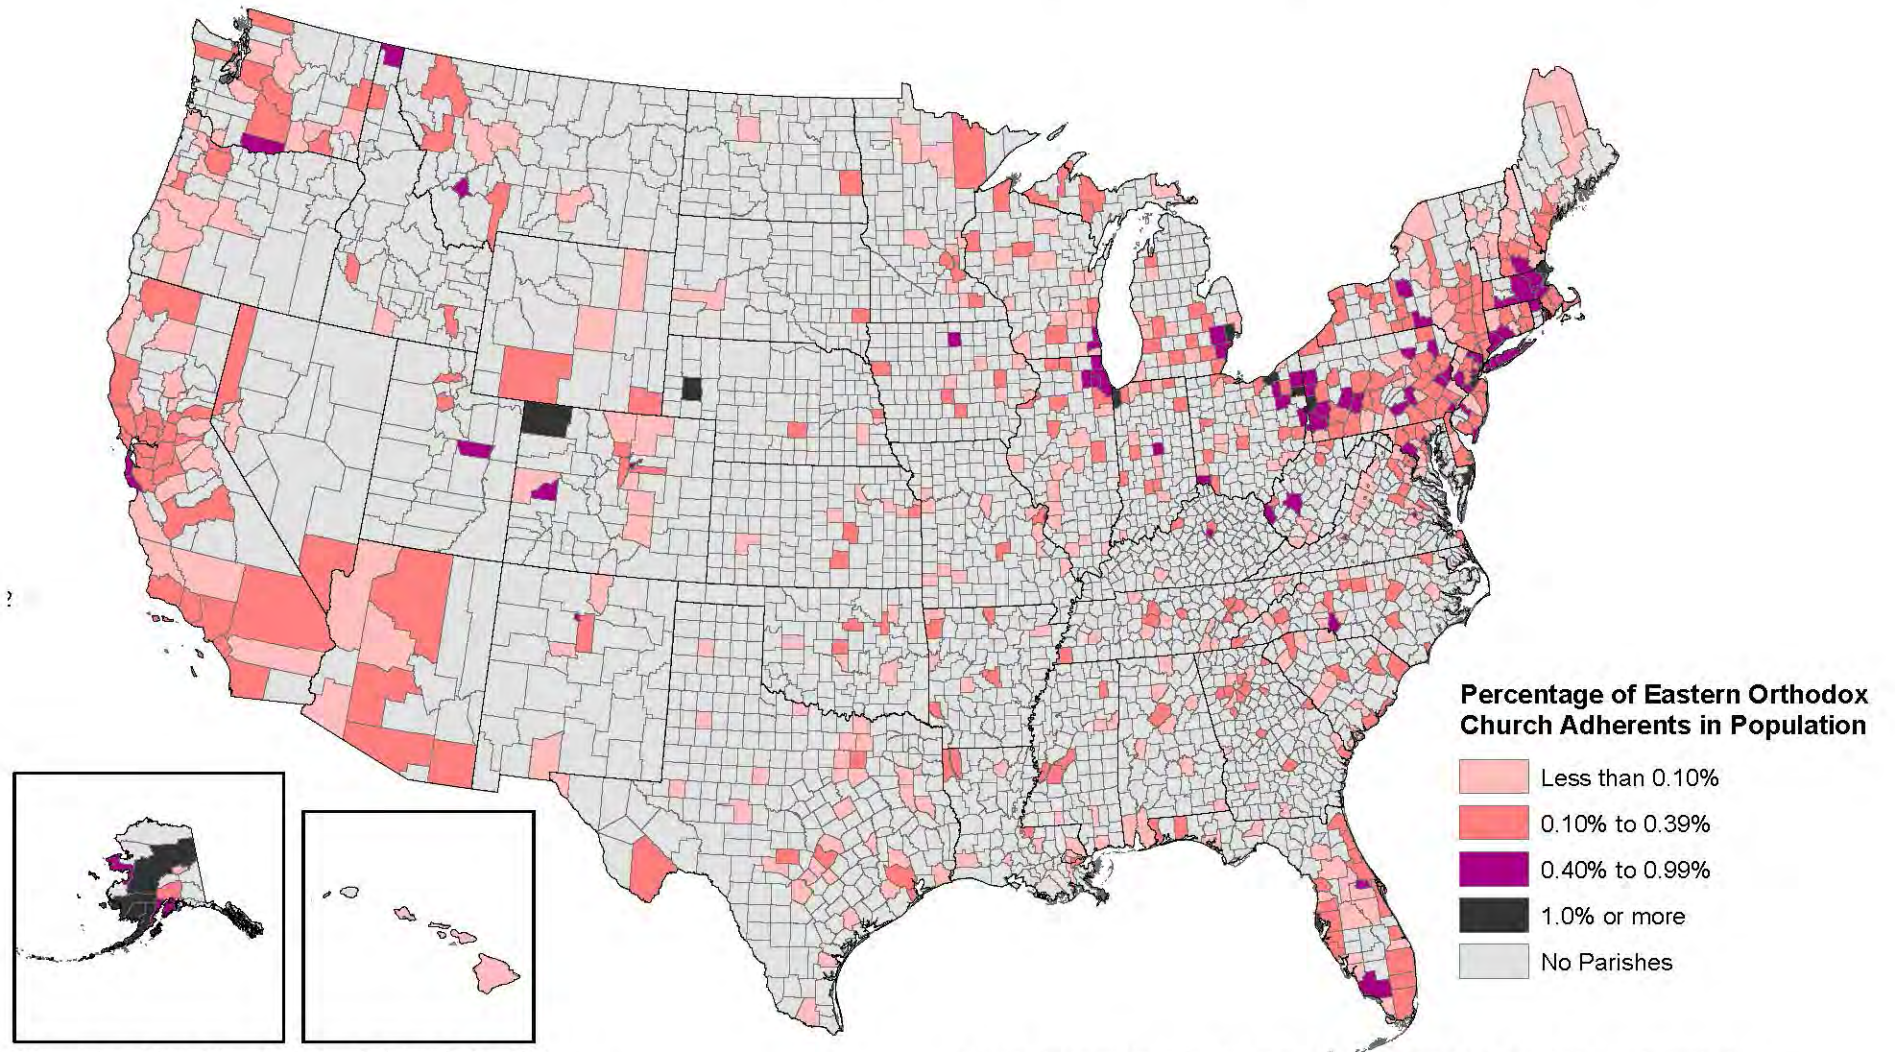 ?
Percentage of Eastern Orthodox
Church Adherents in Population
Less than 0.10%
0.10% to 0.39%
0.40% to 0.99%
1.0% or more
No Parishes